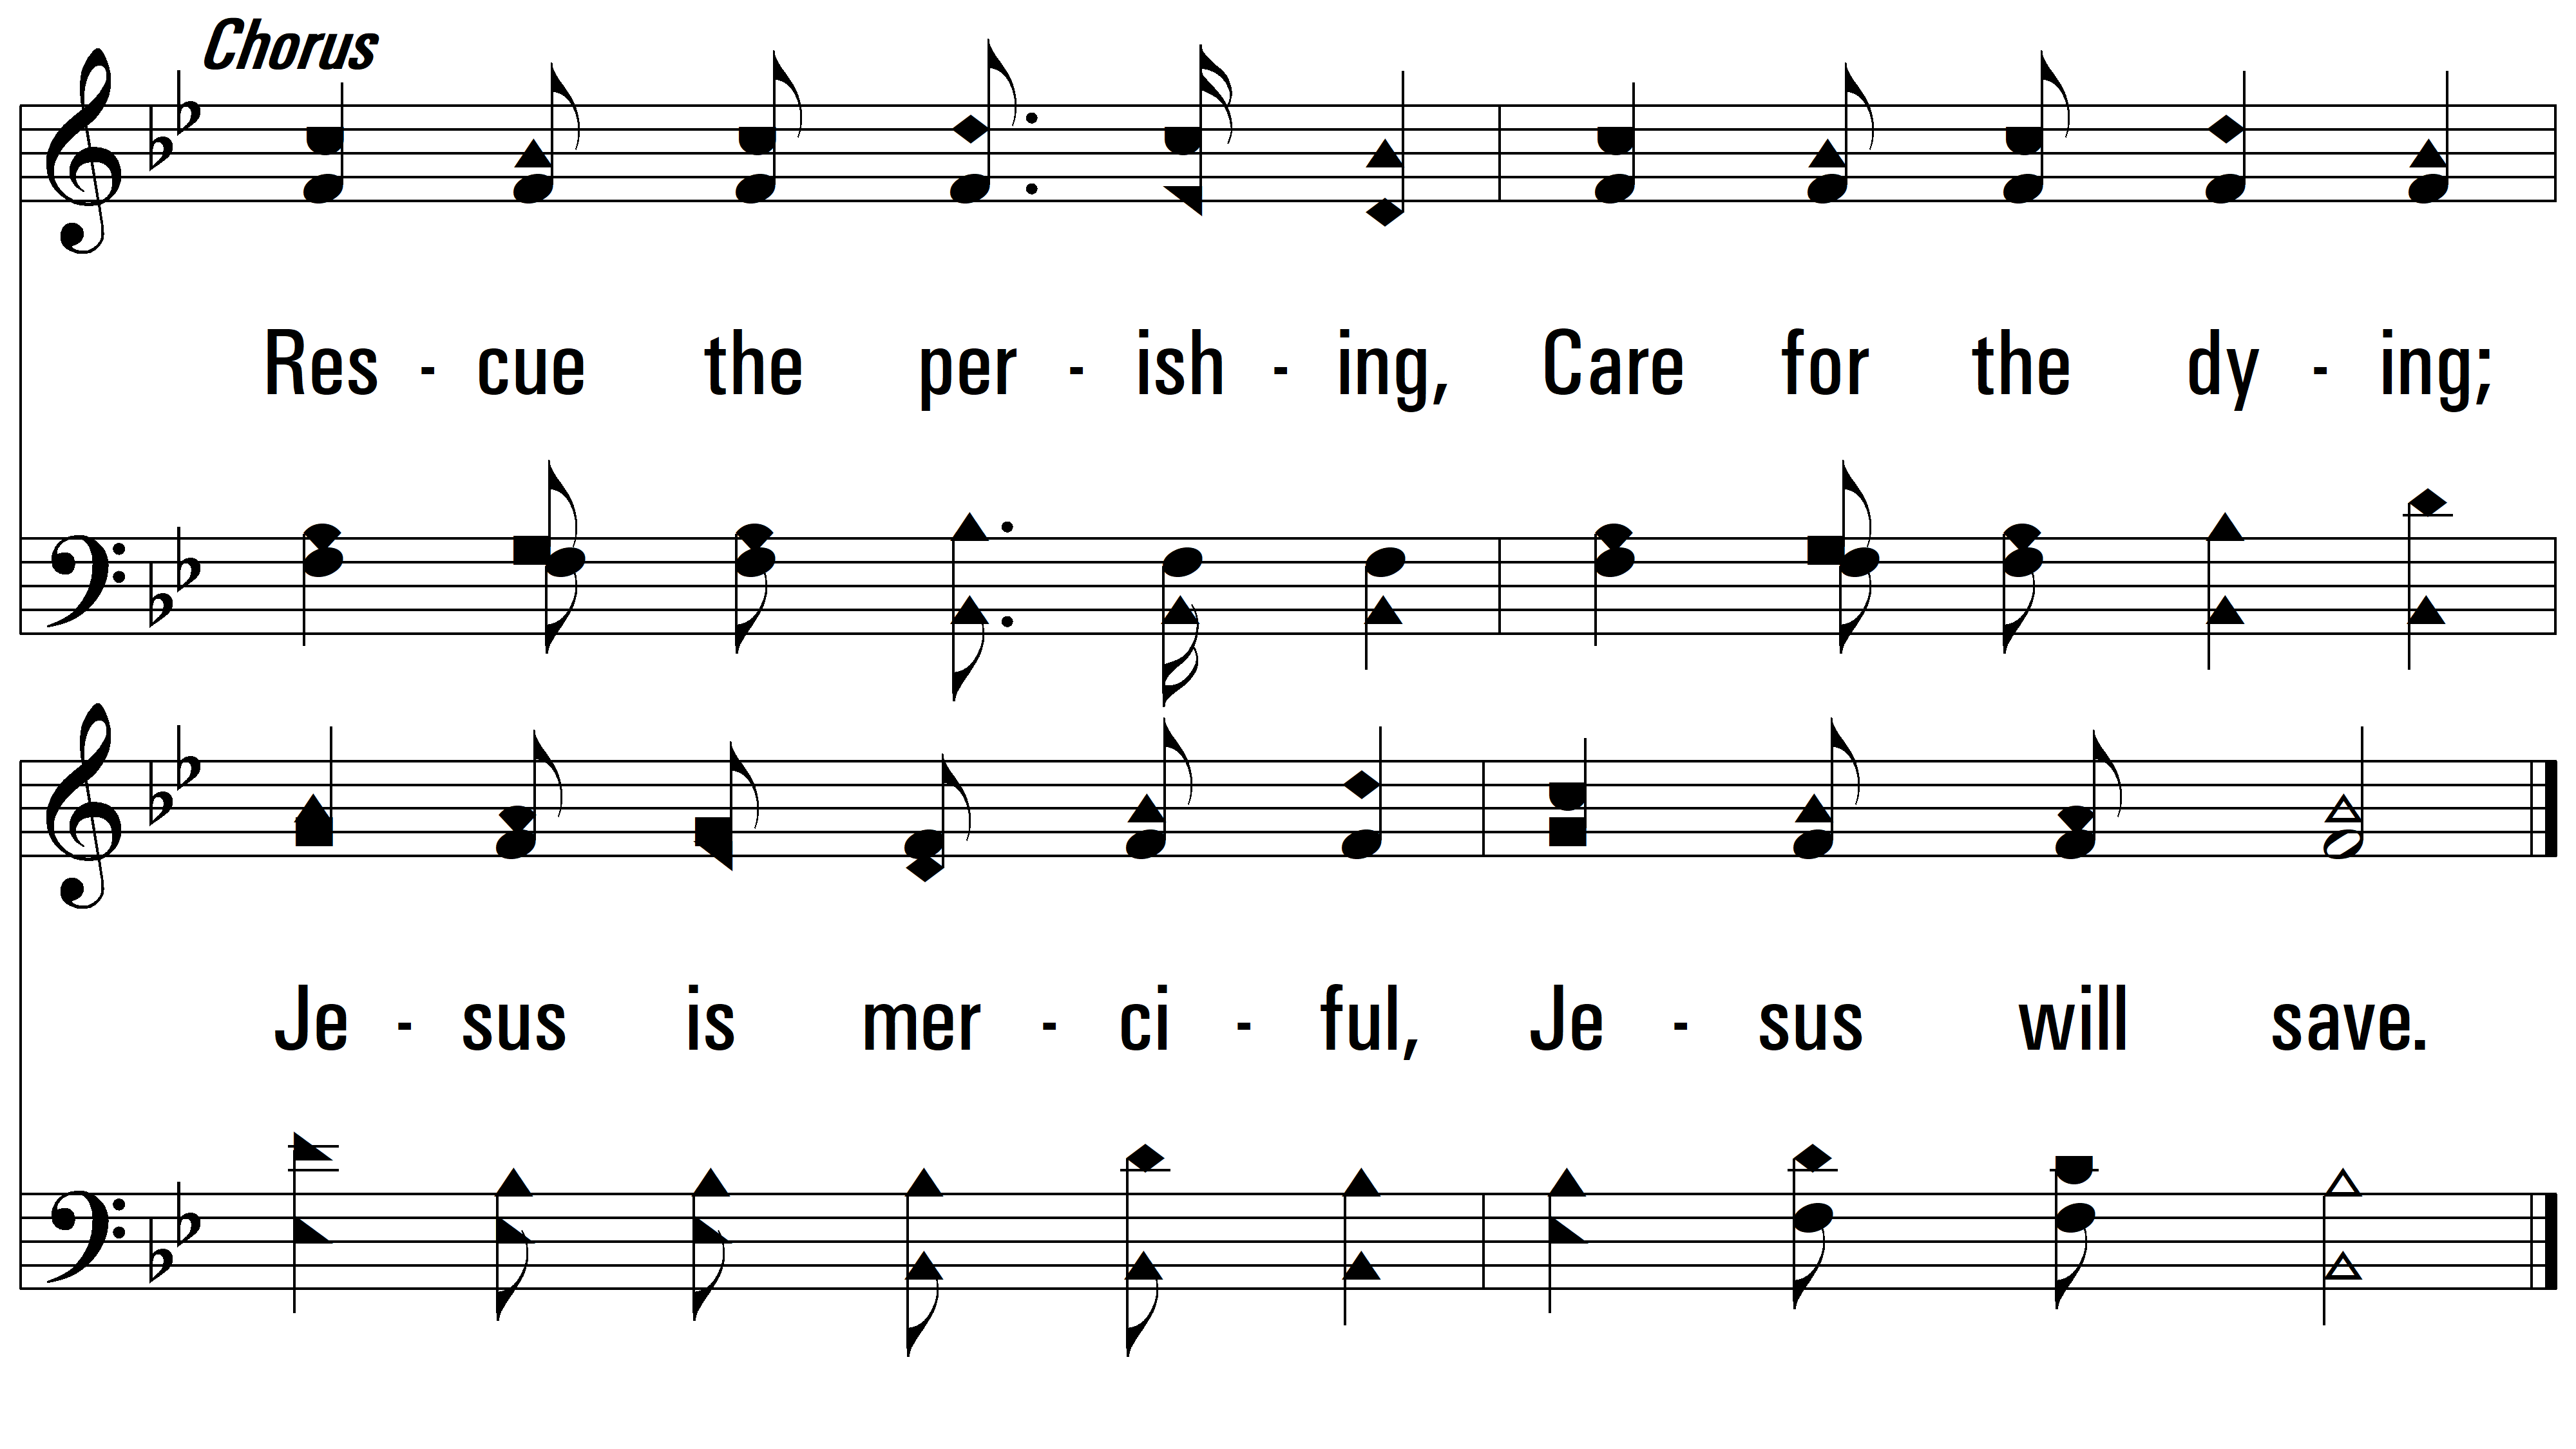 Chorus
Res - cue the per - ish - ing, Care for the dy - ing;
Je - sus is mer - ci - ful, Je - sus will save.